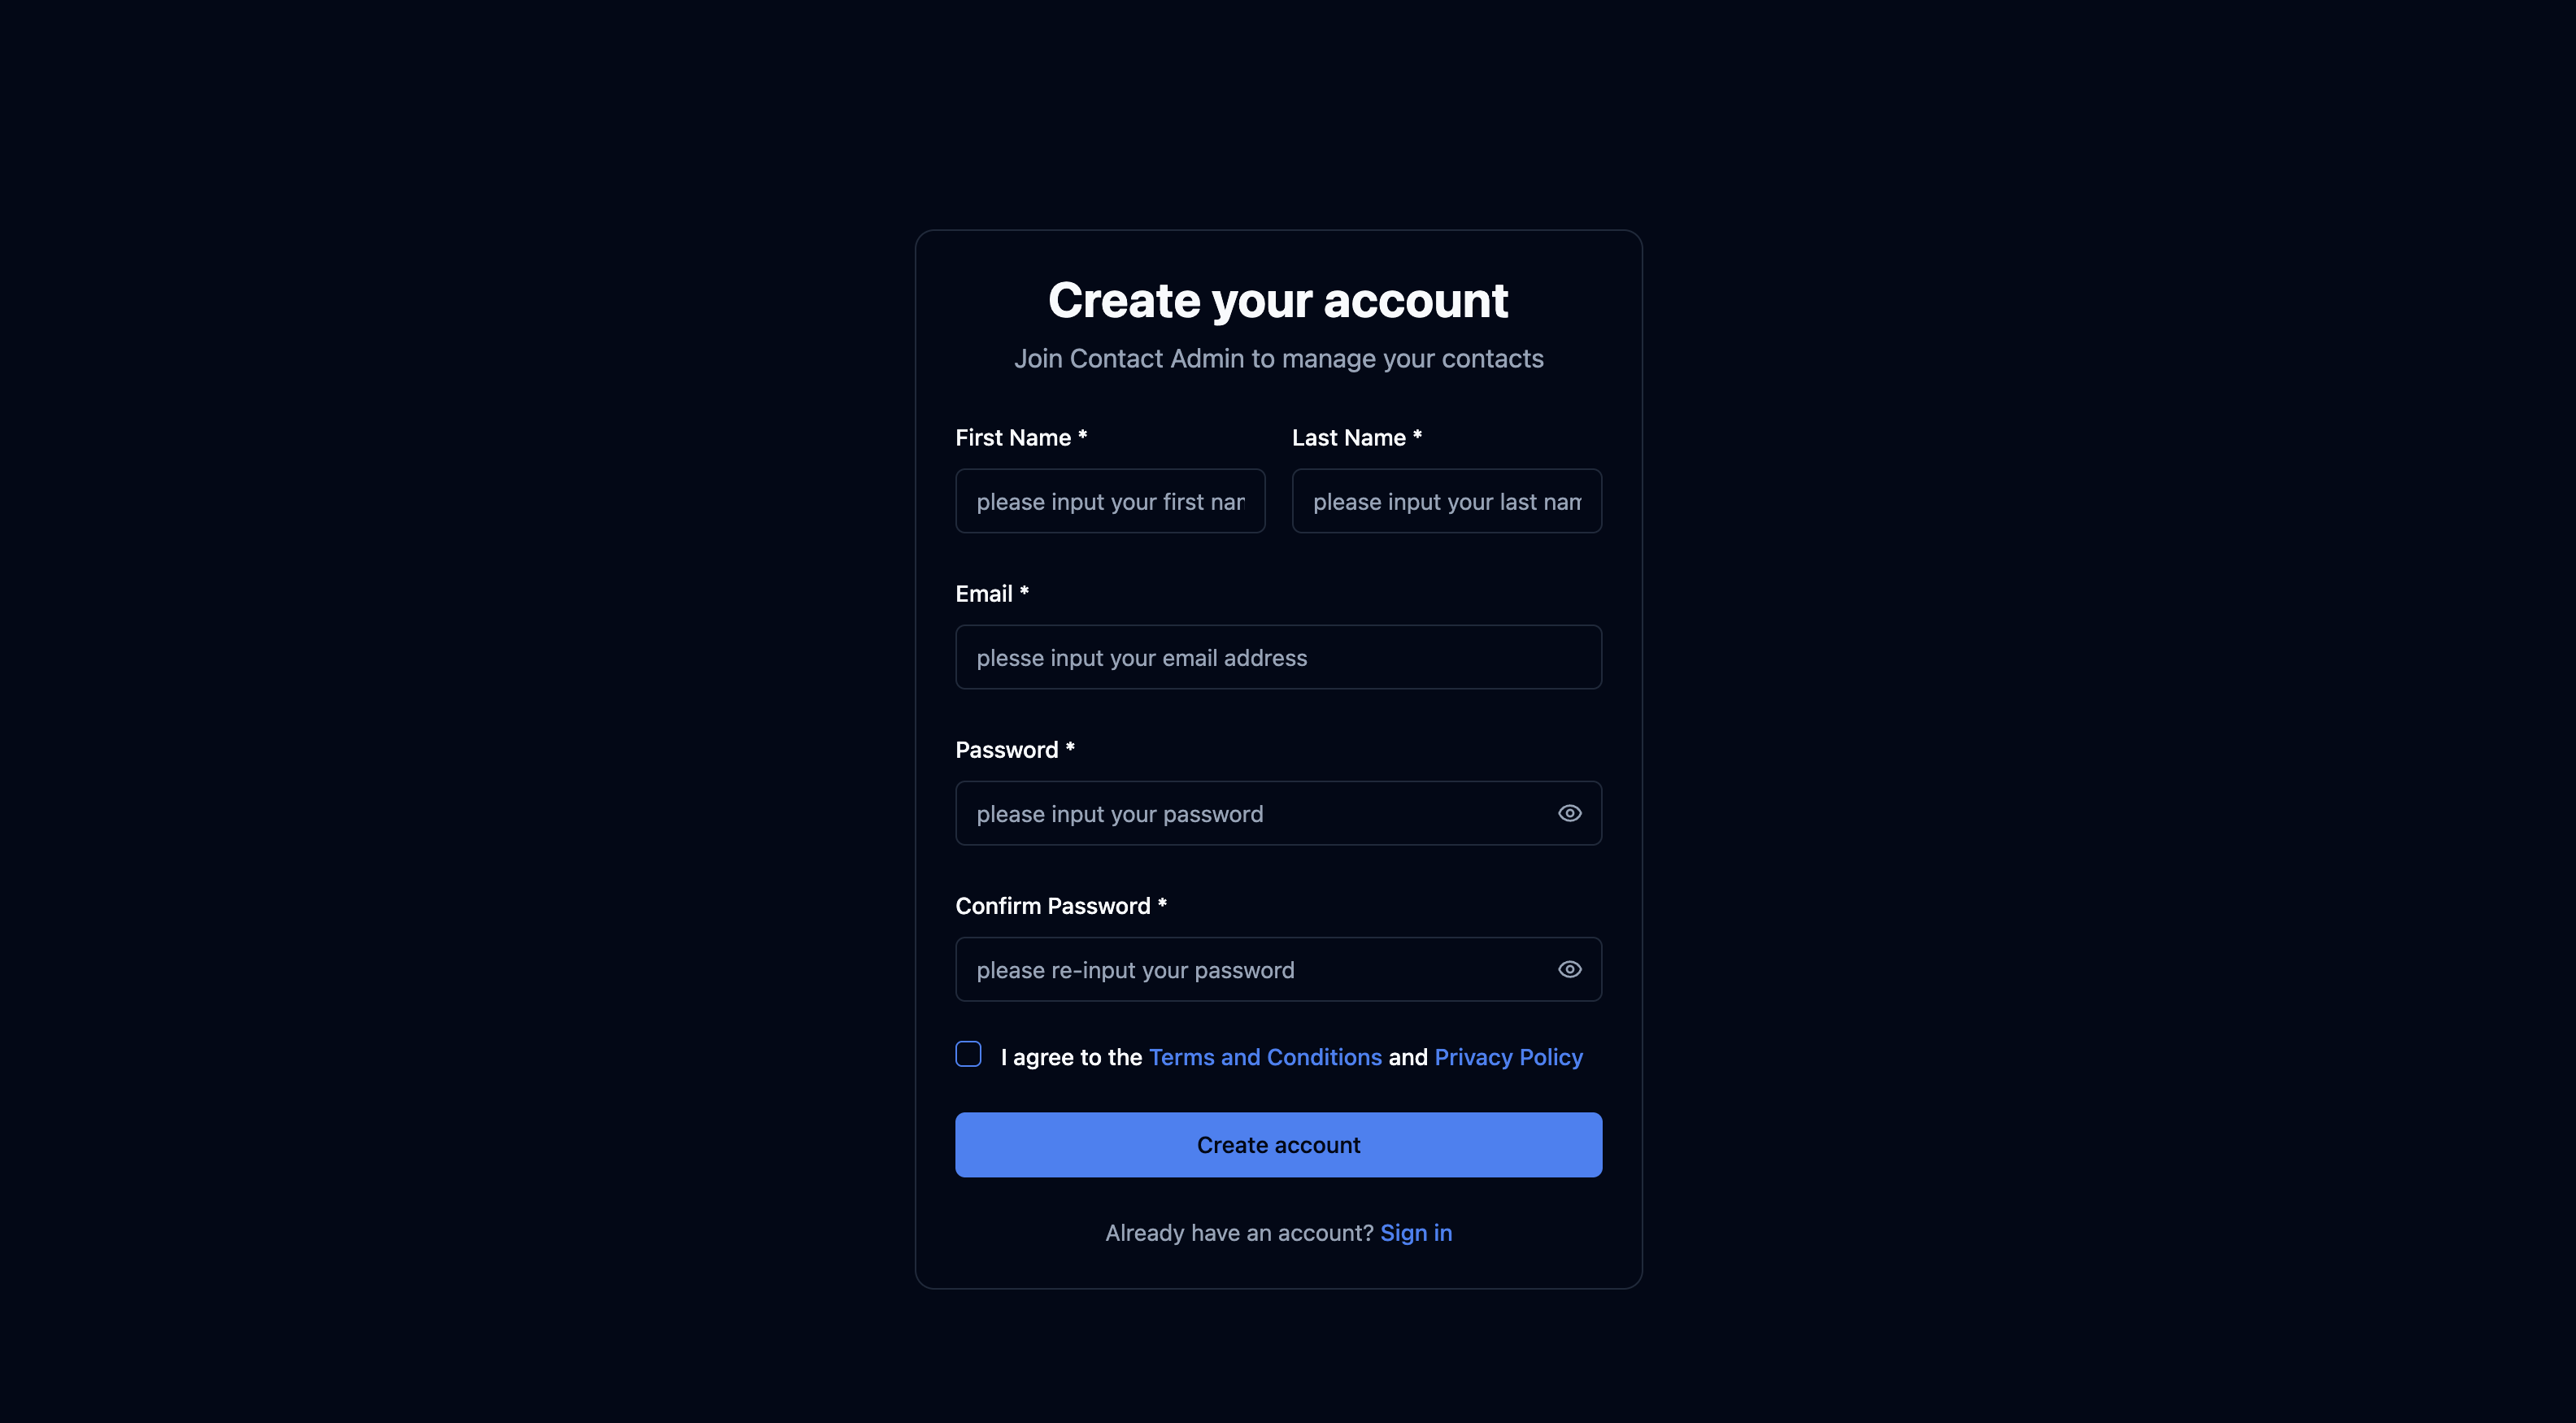 Create your account
Join Contact Admin to manage your contacts
First Name *
Last Name *
please input your first nar
please input your last nam
Email *
plesse input your email address
Password *
please input your password
Confirm Password *
please re-input your password
I agree to the Terms and Conditions and Privacy Policy
Create account
Already have an account? Sign in